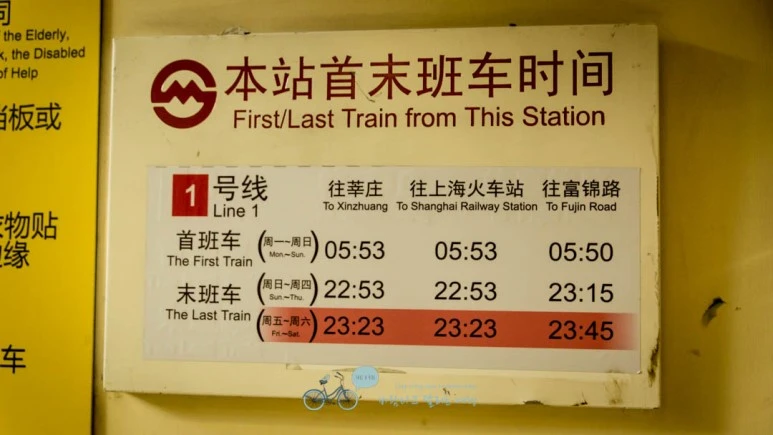 the Elderly,
the Disabled
of Help
板或
物贴
缘
车
本站首末班车时间
First/Last Train from This Station
1 号线 Line 1
往莘庄 往上海火车站 往富锦路
To Xinzhuang To Shanghai Railway Station To Fujin Road
首班车 (周一~周日) 05:53 05:53 05:50
The First Train (Mon.~Sun.)
末班车 (周日~周四) 22:53 22:53 23:15
The Last Train (Sun.~Thu.)
(周五~周六) 23:23 23:23 23:45
(Fri.~Sat.)